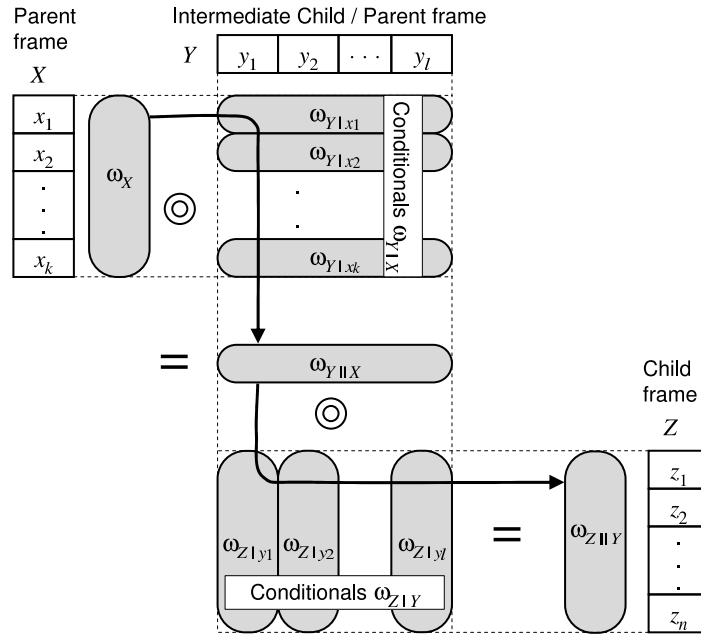 Parent
frame
Intermediate Child / Parent frame
X
Y
y1 y2 · · · yl
x1
x2
.
.
.
xk
ωX
ωY|x1
ωY|x2
.
.
ωY|xk
Conditionals ωY|X
⊚
=
ωY||X
⊚
Child
frame
Z
ωZ|y1
ωZ|y2
ωZ|yl
Conditionals ωZ|Y
=
ωZ||Y
z1
z2
.
.
.
zn